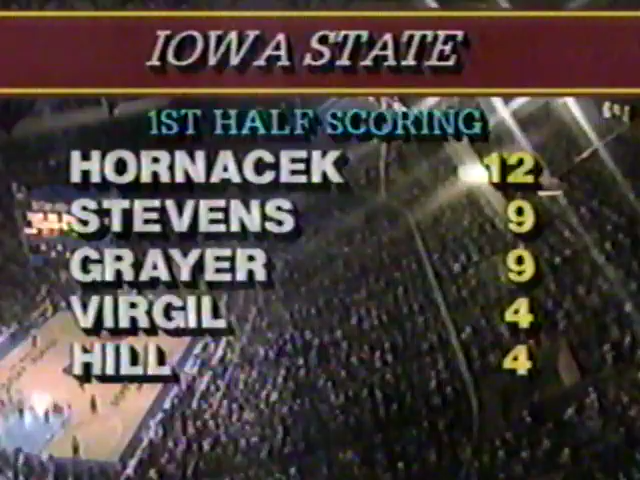 IOWA STATE
1ST HALF SCORING
HORNACEK 12
STEVENS 9
GRAYER 9
VIRGIL 4
HILL 4